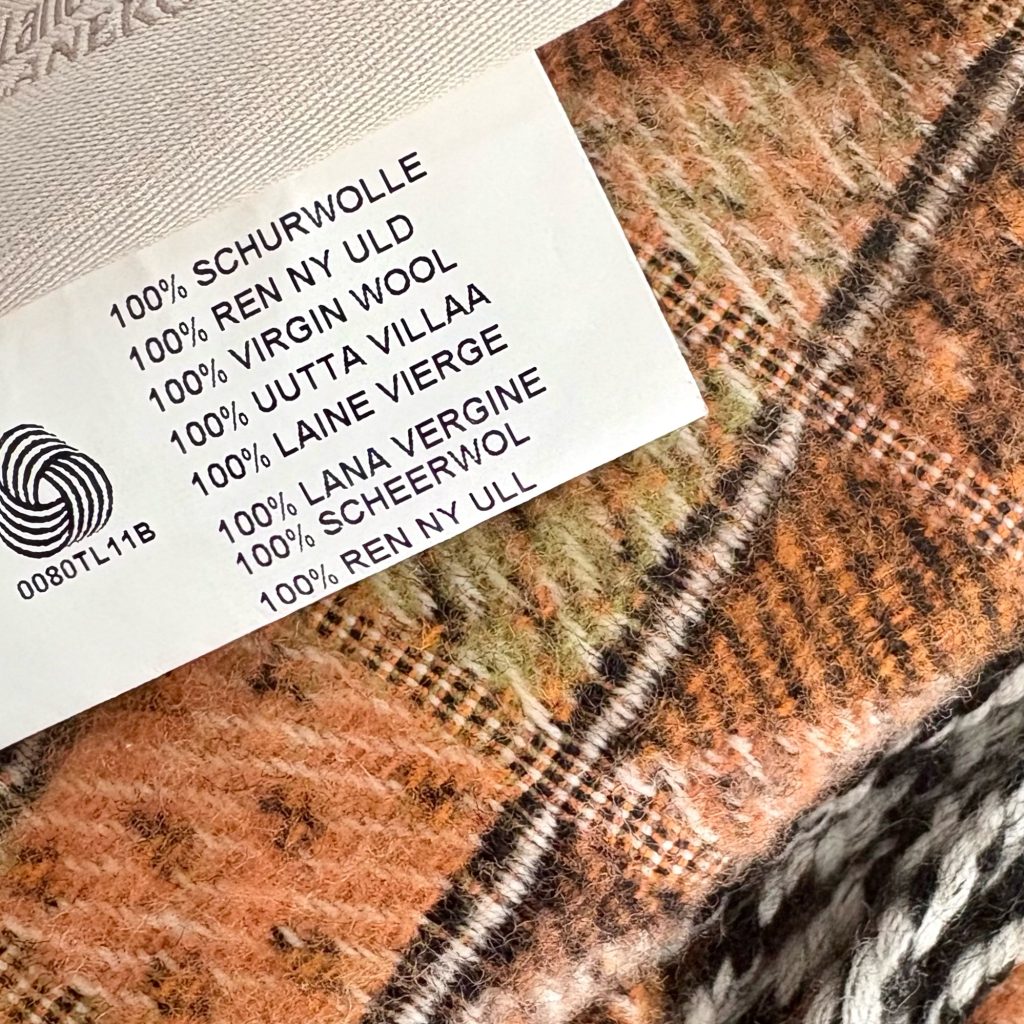 100% SCHURWOLLE
100% REN NY ULD
100% VIRGIN WOOL
100% UUTTA VILLAA
100% LAINE VIERGE
100% LANA VERGINE
100% SCHEERWOL
100% REN NY ULL
0080TL11B